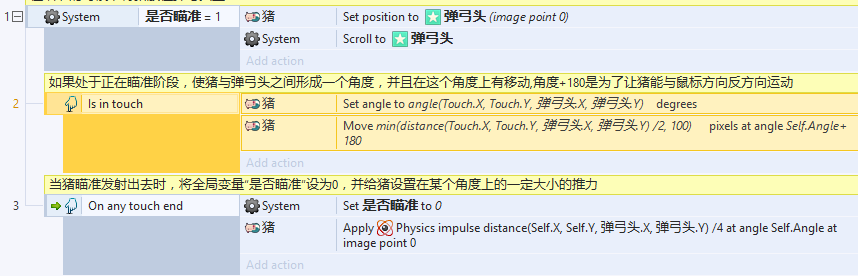 1 System 是否瞄准 = 1 猪 Set position to 弹弓头 (image point 0)
System Scroll to 弹弓头
Add action
如果处于正在瞄准阶段，使猪与弹弓头之间形成一个角度，并且在这个角度上有移动,角度+180是为了让猪能与鼠标方向反方向运动
2 Is in touch 猪 Set angle to angle(Touch.X, Touch.Y, 弹弓头.X, 弹弓头.Y) degrees
猪 Move min(distance(Touch.X, Touch.Y, 弹弓头.X, 弹弓头.Y) /2, 100) pixels at angle Self.Angle+
180
Add action
当猪瞄准发射出去时，将全局变量“是否瞄准”设为0，并给猪设置在某个角度上的一定大小的推力
3 On any touch end System Set 是否瞄准 to 0
猪 Apply Physics impulse distance(Self.X, Self.Y, 弹弓头.X, 弹弓头.Y) /4 at angle Self.Angle at
image point 0
Add action